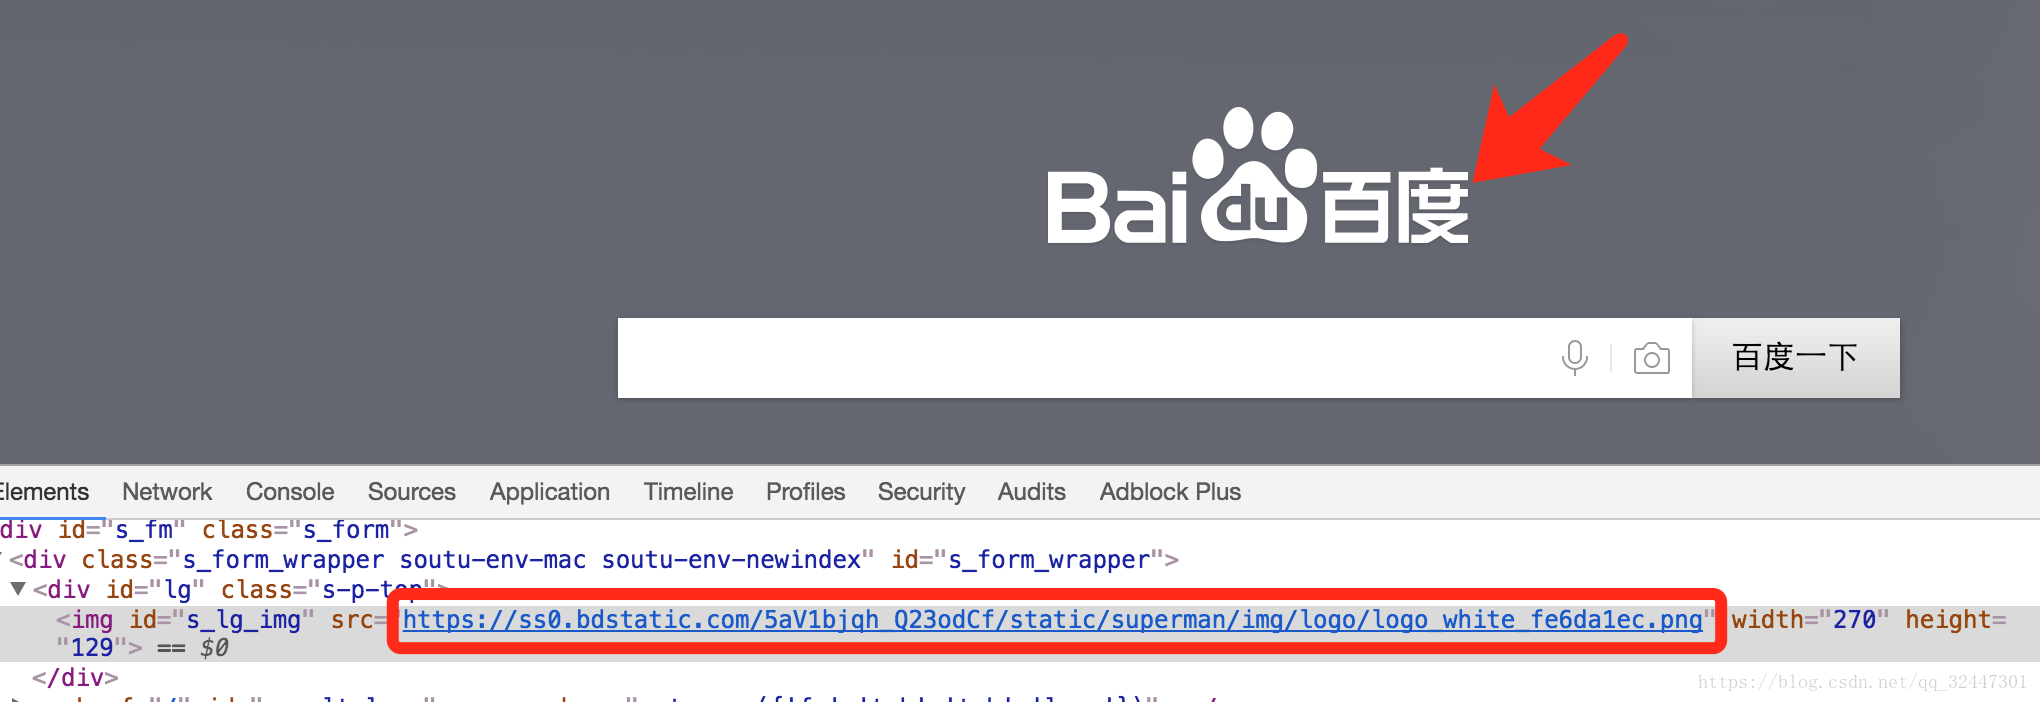 Bai du 百度
百度一下
Elements Network Console Sources Application Timeline Profiles Security Audits Adblock Plus
div id="s_fm" class="s_form">
<div class="s_form_wrapper soutu-env-mac soutu-env-newindex" id="s_form_wrapper">
<div id="lg" class="s-p-top">
<img id="s_lg_img" src="https://ss0.bdstatic.com/5aV1bjqh_Q23odCf/static/superman/img/logo/logo_white_fe6da1ec.png" width="270" height=
"129"> == $0
</div>
https://blog.csdn.net/qq_32447301